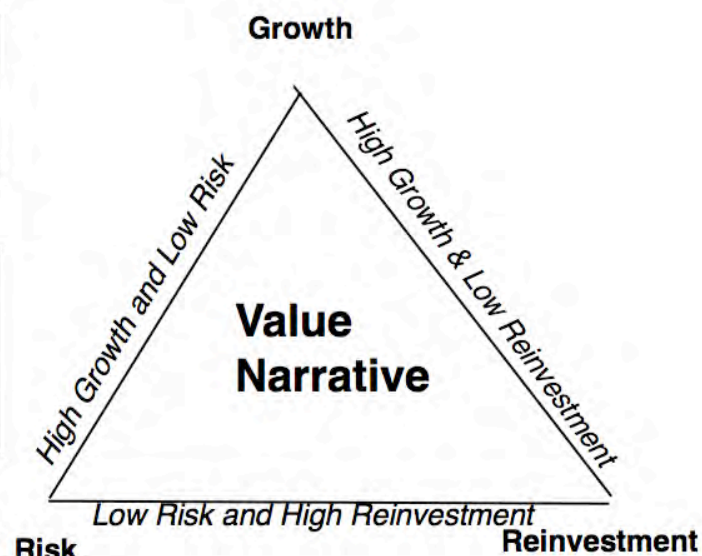 Growth
High Growth and Low Risk
High Growth & Low Reinvestment
Value
Narrative
Low Risk and High Reinvestment
Risk
Reinvestment